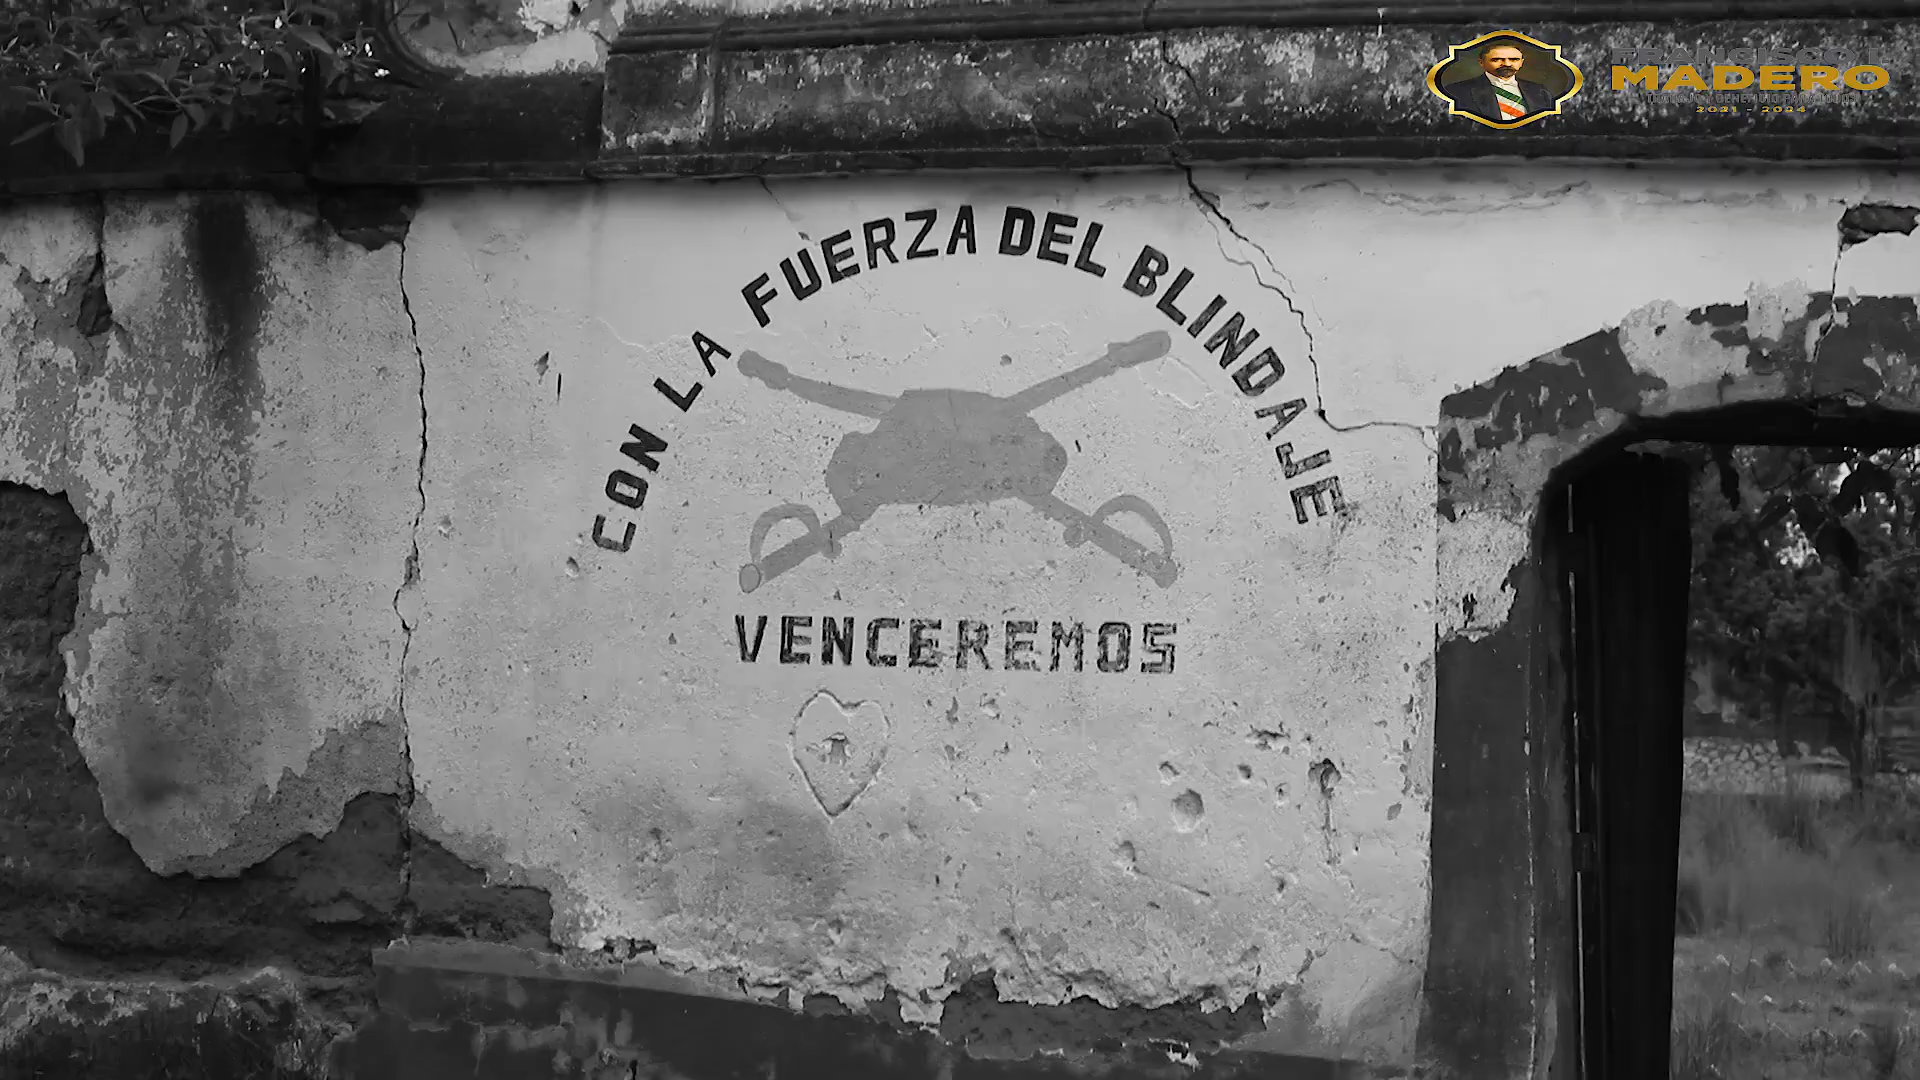 FRANCISCO I.
MADERO
2021 - 2024
CON LA FUERZA DEL BLINDAJE
VENCEREMOS